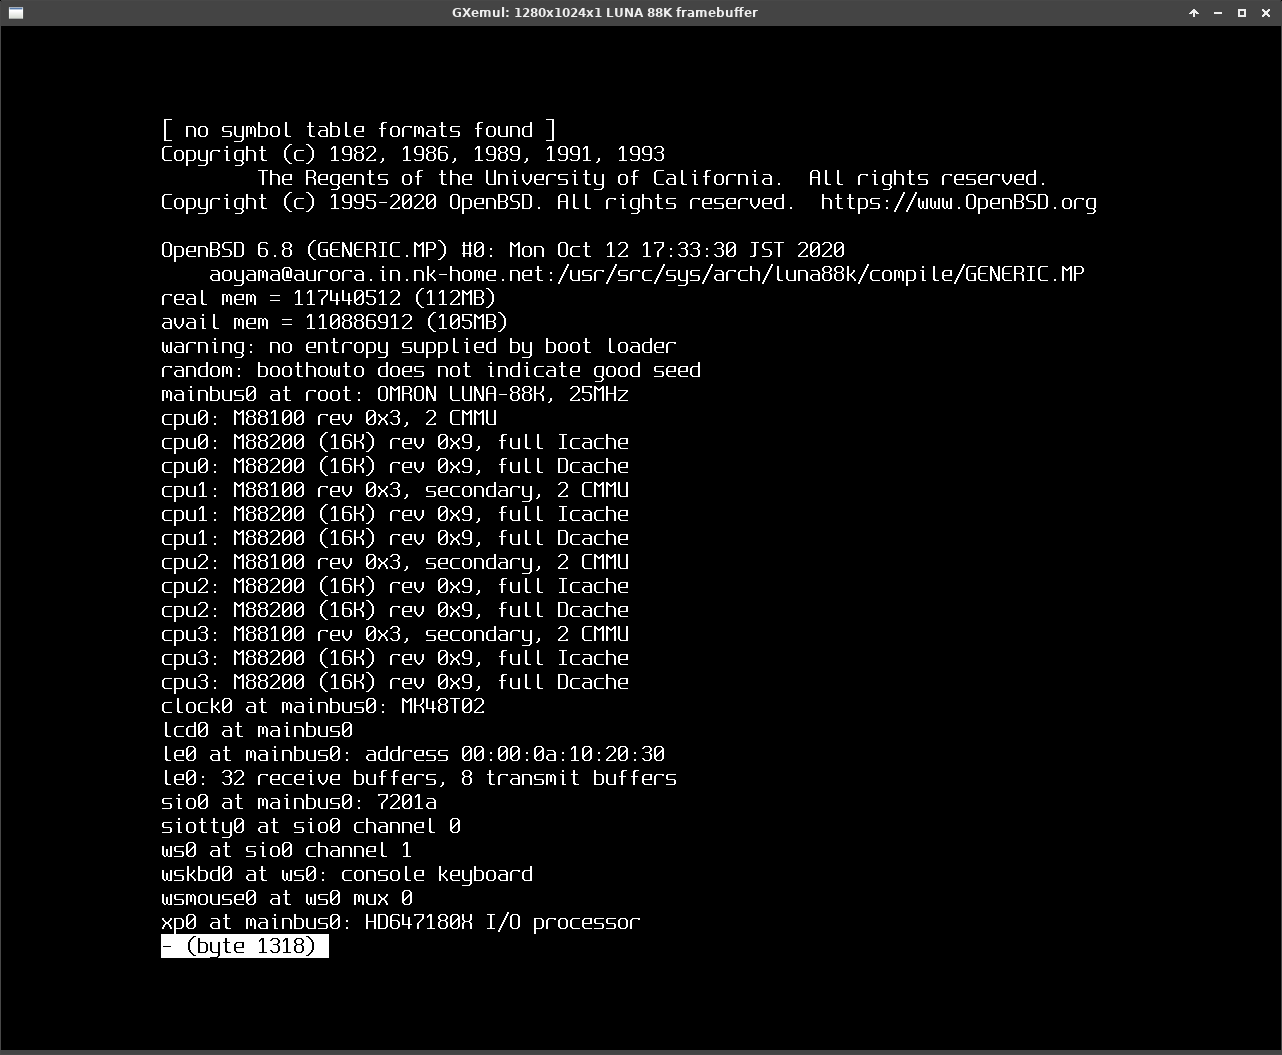 GXemul: 1280x1024x1 LUNA 88K framebuffer
[ no symbol table formats found ]
Copyright (c) 1982, 1986, 1989, 1991, 1993
        The Regents of the University of California.  All rights reserved.
Copyright (c) 1995-2020 OpenBSD. All rights reserved.  https://www.OpenBSD.org

OpenBSD 6.8 (GENERIC.MP) #0: Mon Oct 12 17:33:30 JST 2020
    aoyama@aurora.in.nk-home.net:/usr/src/sys/arch/luna88k/compile/GENERIC.MP
real mem = 117440512 (112MB)
avail mem = 110886912 (105MB)
warning: no entropy supplied by boot loader
random: boothowto does not indicate good seed
mainbus0 at root: OMRON LUNA-88K, 25MHz
cpu0: M88100 rev 0x3, 2 CMMU
cpu0: M88200 (16K) rev 0x9, full Icache
cpu0: M88200 (16K) rev 0x9, full Dcache
cpu1: M88100 rev 0x3, secondary, 2 CMMU
cpu1: M88200 (16K) rev 0x9, full Icache
cpu1: M88200 (16K) rev 0x9, full Dcache
cpu2: M88100 rev 0x3, secondary, 2 CMMU
cpu2: M88200 (16K) rev 0x9, full Icache
cpu2: M88200 (16K) rev 0x9, full Dcache
cpu3: M88100 rev 0x3, secondary, 2 CMMU
cpu3: M88200 (16K) rev 0x9, full Icache
cpu3: M88200 (16K) rev 0x9, full Dcache
clock0 at mainbus0: MK48T02
lcd0 at mainbus0
le0 at mainbus0: address 00:00:0a:10:20:30
le0: 32 receive buffers, 8 transmit buffers
sio0 at mainbus0: 7201a
siotty0 at sio0 channel 0
ws0 at sio0 channel 1
wskbd0 at ws0: console keyboard
wsmouse0 at ws0 mux 0
xp0 at mainbus0: HD647180X I/O processor
- (byte 1318)